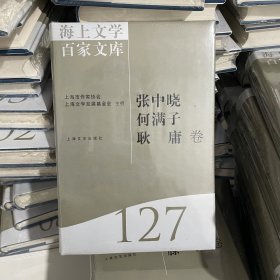 海上文学
百家文库
上海市作家协会
上海文学发展基金会 主编
张中晓
何满子
耿庸 卷
上海文艺出版社
127